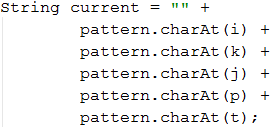 String current = "" +
pattern.charAt(i) +
pattern.charAt(k) +
pattern.charAt(j) +
pattern.charAt(p) +
pattern.charAt(t);